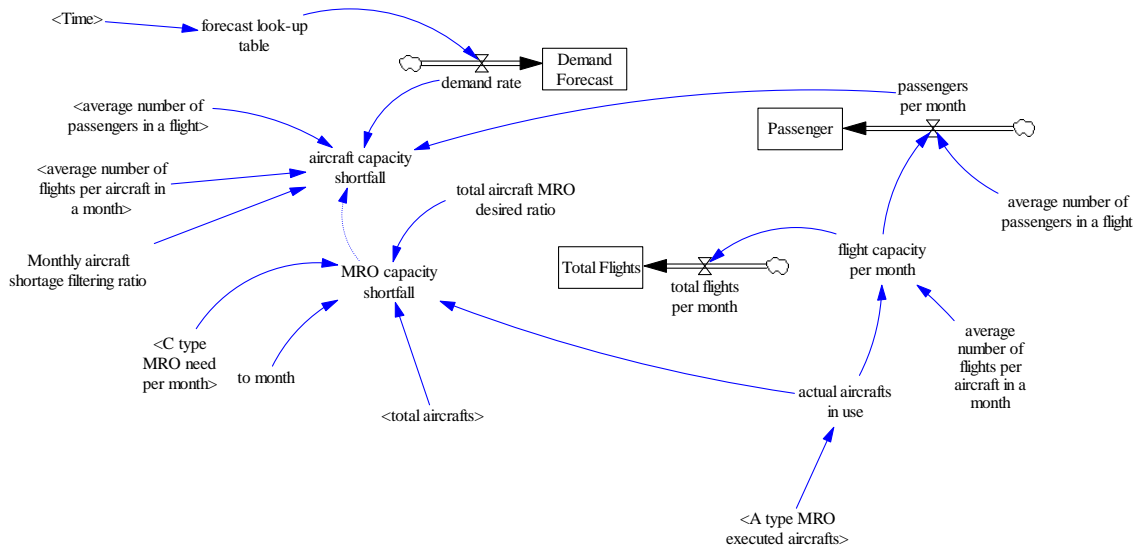 <Time>
forecast look-up
table
demand rate
Demand
Forecast
<average number of
passengers in a flight>
passengers
per month
Passenger
<average number of
flights per aircraft in
a month>
aircraft capacity
shortfall
total aircraft MRO
desired ratio
average number of
passengers in a flight
Monthly aircraft
shortage filtering ratio
MRO capacity
shortfall
Total Flights
total flights
per month
flight capacity
per month
<C type
MRO need
per month>
to month
<total aircrafts>
actual aircrafts
in use
average
number of
flights per
aircraft in a
month
<A type MRO
executed aircrafts>